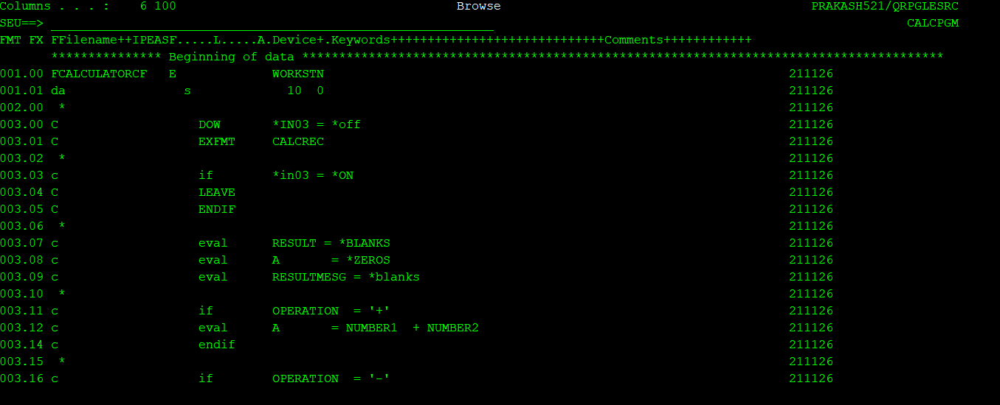 Columns . . . :    6 100                                      Browse                                          PRAKASH521/QRPGLESRC
SEU==> ____________________________________________________________                                                        CALCPGM
FMT FX FFilename++IPEASF.....L.....A.Device+.Keywords+++++++++++++++++++++++++++++Comments++++++++++++
       *************** Beginning of data ***************************************************************************************
001.00 FCALCULATORCF   E             WORKSTN                                                               211126
001.01 da                s             10  0                                                               211126
002.00  *                                                                                                  211126
003.00 C                   DOW       *IN03 = *off                                                          211126
003.01 C                   EXFMT     CALCREC                                                               211126
003.02  *                                                                                                  211126
003.03 c                   if        *in03 = *ON                                                           211126
003.04 C                   LEAVE                                                                           211126
003.05 C                   ENDIF                                                                           211126
003.06  *                                                                                                  211126
003.07 c                   eval      RESULT = *BLANKS                                                      211126
003.08 c                   eval      A       = *ZEROS                                                      211126
003.09 c                   eval      RESULTMESG = *blanks                                                  211126
003.10  *                                                                                                  211126
003.11 c                   if        OPERATION  = '+'                                                      211126
003.12 c                   eval      A       = NUMBER1  + NUMBER2                                          211126
003.14 c                   endif                                                                           211126
003.15  *                                                                                                  211126
003.16 c                   if        OPERATION  = '-'                                                      211126